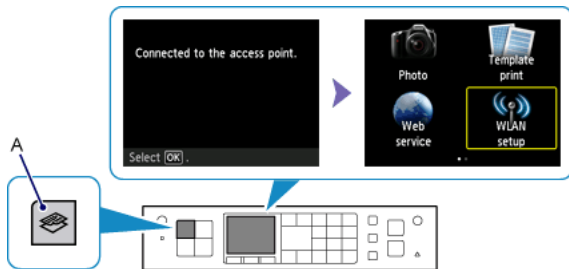 Connected to the access point.
Select OK .
Photo
Template
print
Web
service
WLAN
setup
A